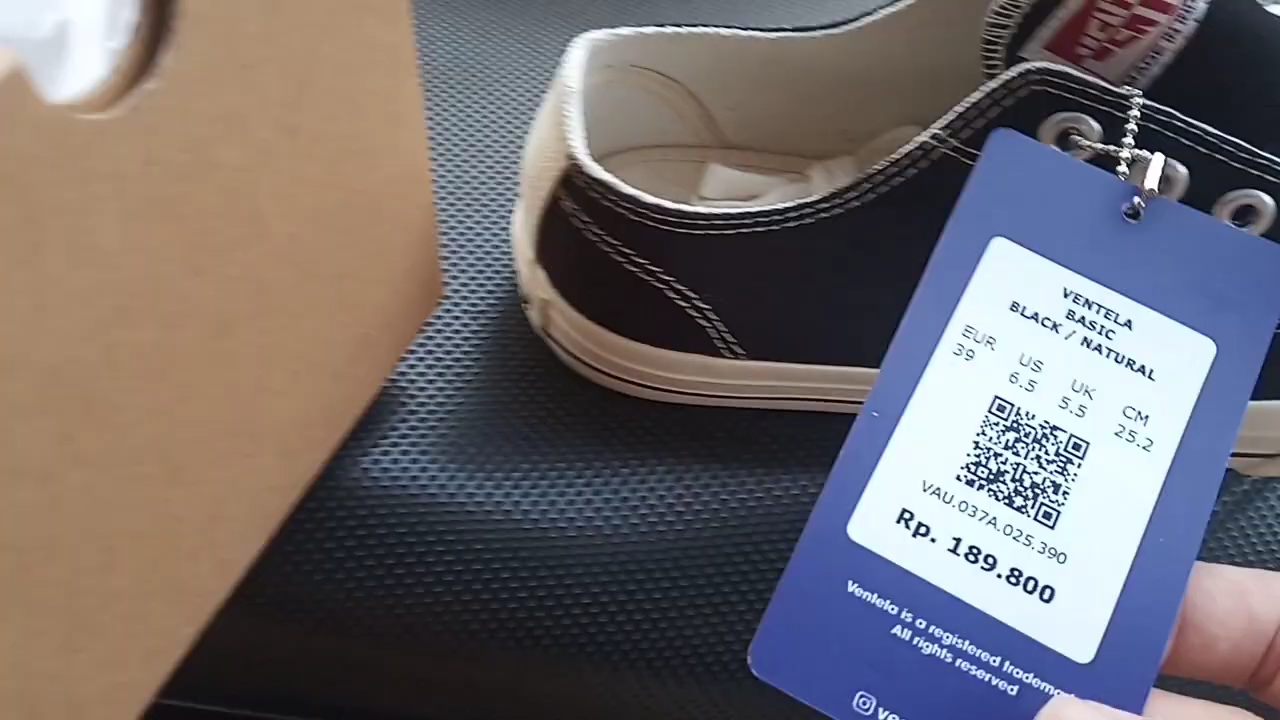 VENTELA
BASIC
BLACK / NATURAL
EUR US UK CM
39 6.5 5.5 25.2
VAU.037A.025.390
Rp. 189.800
Ventela is a registered
All rights reserved